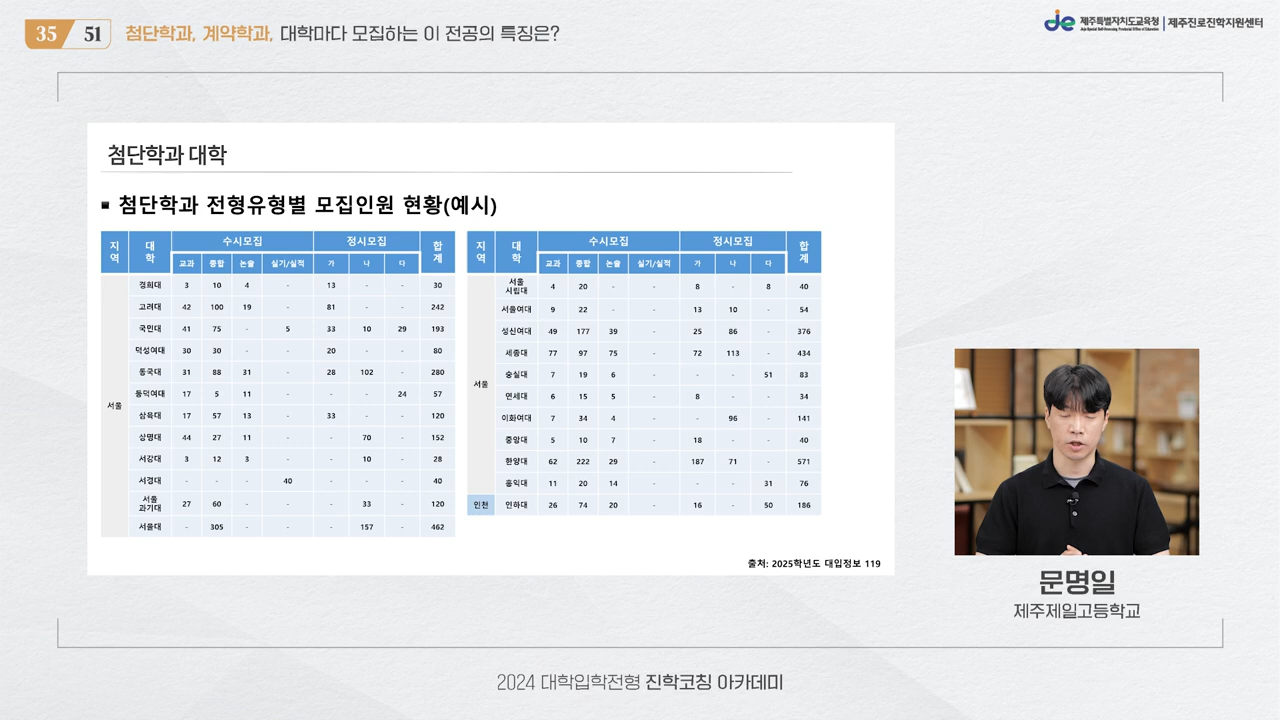 35 51 첨단학과, 계약학과, 대학마다 모집하는 이 전공의 특징은?
제주특별자치도교육청 제주진로진학지원센터
첨단학과 대학
■ 첨단학과 전형유형별 모집인원 현황(예시)
지역 대학 수시모집 정시모집 합계
교과 종합 논술 실기/실적 가 나 다
서울
경희대 3 10 4 - 13 - - 30
고려대 42 100 19 - 81 - - 242
국민대 41 75 - 5 33 10 29 193
덕성여대 30 30 - - 20 - - 80
동국대 31 88 31 - 28 102 - 280
동덕여대 17 5 11 - - - 24 57
삼육대 17 57 13 - 33 - - 120
상명대 44 27 11 - - 70 - 152
서강대 3 12 3 - - 10 - 28
서경대 - - - 40 - - - 40
서울과기대 27 60 - - - 33 - 120
서울대 - 305 - - - 157 - 462
지역 대학 수시모집 정시모집 합계
교과 종합 논술 실기/실적 가 나 다
서울
서울시립대 4 20 - - 8 - 8 40
서울여대 9 22 - - 13 10 - 54
성신여대 49 177 39 - 25 86 - 376
세종대 77 97 75 - 72 113 - 434
숭실대 7 19 6 - - - 51 83
연세대 6 15 5 - 8 - - 34
이화여대 7 34 4 - - 96 - 141
중앙대 5 10 7 - 18 - - 40
한양대 62 222 29 - 187 71 - 571
홍익대 11 20 14 - - - 31 76
인천 인하대 26 74 20 - 16 - 50 186
출처: 2025학년도 대입정보 119
문명일
제주제일고등학교
2024 대학입학전형 진학코칭 아카데미